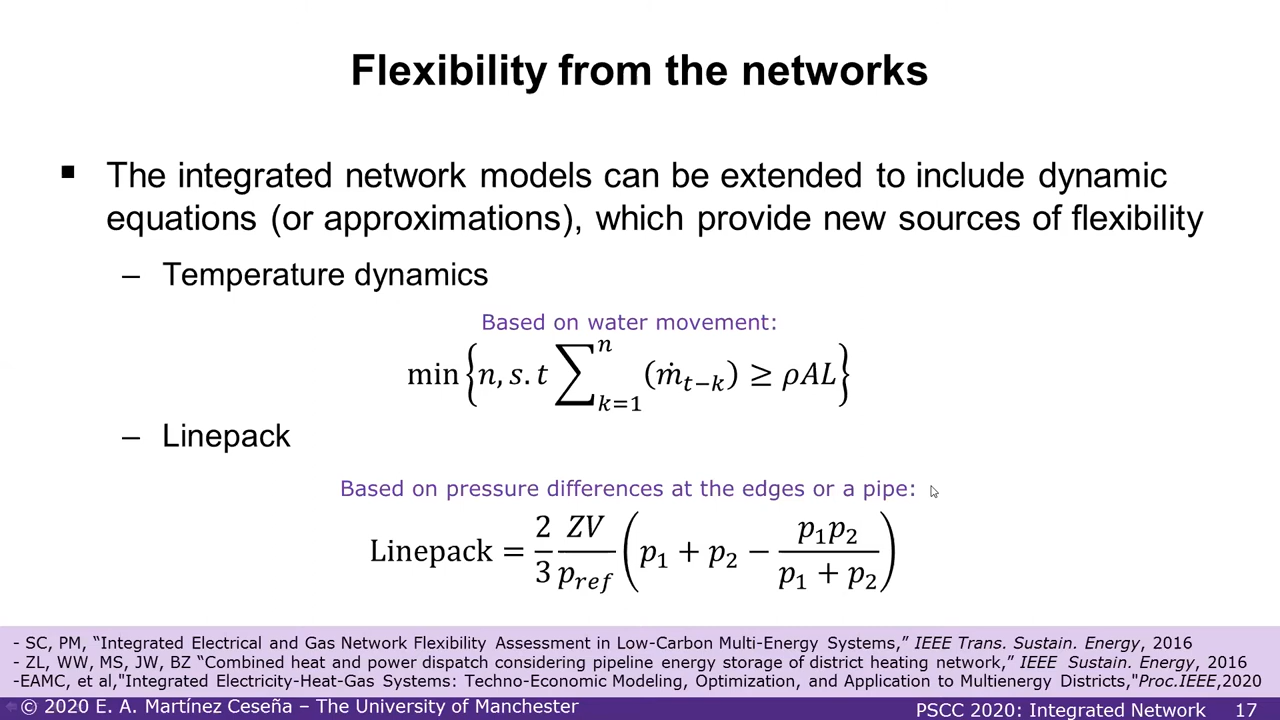 Flexibility from the networks
▪ The integrated network models can be extended to include dynamic
equations (or approximations), which provide new sources of flexibility
– Temperature dynamics
Based on water movement:
min{n, s. t ∑_{k=1}^{n} (ṁ_{t−k}) ≥ ρAL}
– Linepack
Based on pressure differences at the edges or a pipe:
Linepack = 2/3 ZV/p_{ref} (p_1 + p_2 − p_1p_2/(p_1 + p_2))
- SC, PM, “Integrated Electrical and Gas Network Flexibility Assessment in Low-Carbon Multi-Energy Systems,” IEEE Trans. Sustain. Energy, 2016
- ZL, WW, MS, JW, BZ “Combined heat and power dispatch considering pipeline energy storage of district heating network,” IEEE Sustain. Energy, 2016
-EAMC, et al,"Integrated Electricity-Heat-Gas Systems: Techno-Economic Modeling, Optimization, and Application to Multienergy Districts,"Proc.IEEE,2020
© 2020 E. A. Martínez Ceseña – The University of Manchester
PSCC 2020: Integrated Network 17